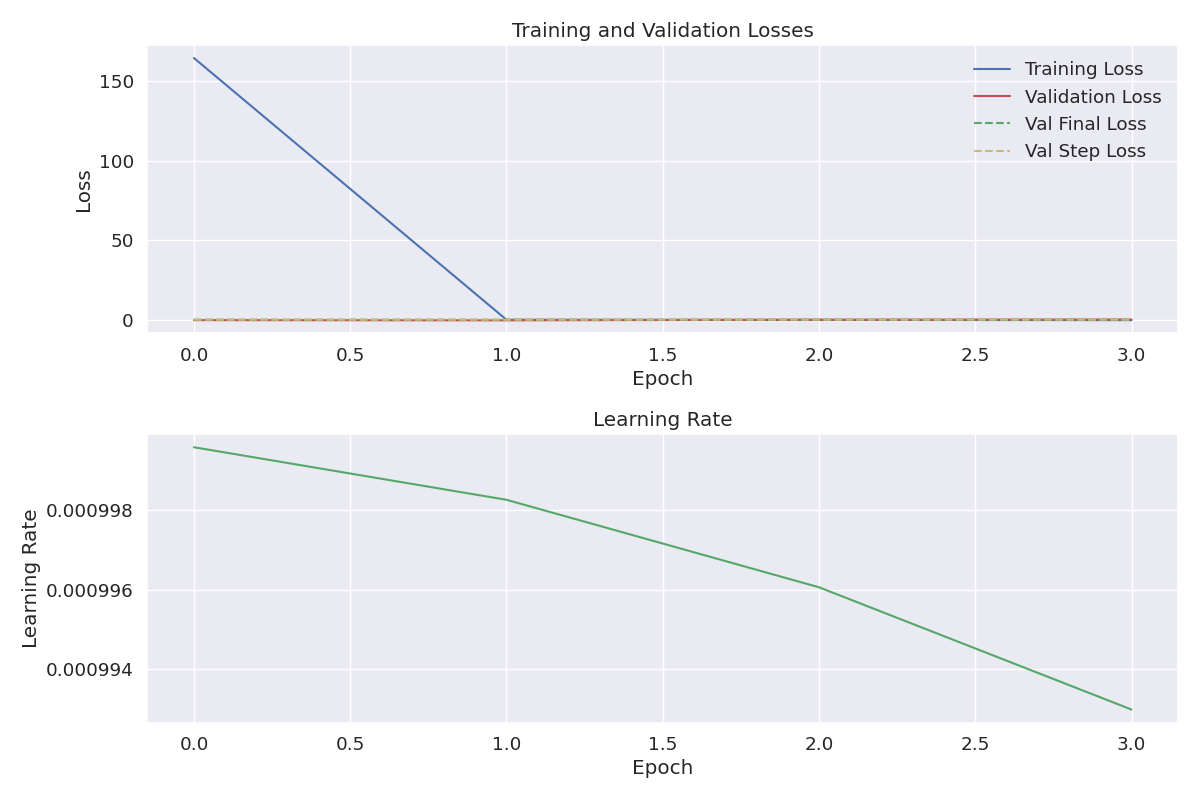 Training and Validation Losses
Training Loss
Validation Loss
Val Final Loss
Val Step Loss
Loss
150
100
50
0
0.0 0.5 1.0 1.5 2.0 2.5 3.0
Epoch
Learning Rate
Learning Rate
0.000998
0.000996
0.000994
0.0 0.5 1.0 1.5 2.0 2.5 3.0
Epoch